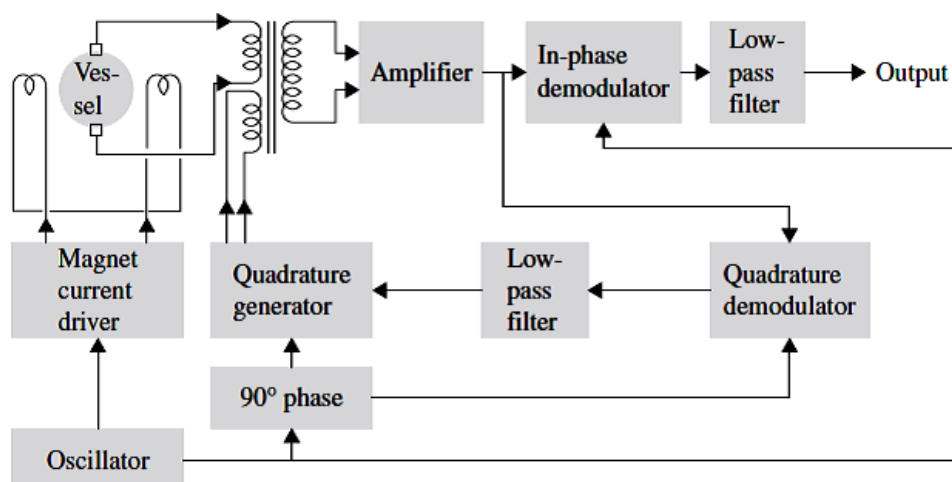 Ves-
sel
Amplifier
In-phase
demodulator
Low-
pass
filter
Output
Magnet
current
driver
Quadrature
generator
Low-
pass
filter
Quadrature
demodulator
90° phase
Oscillator